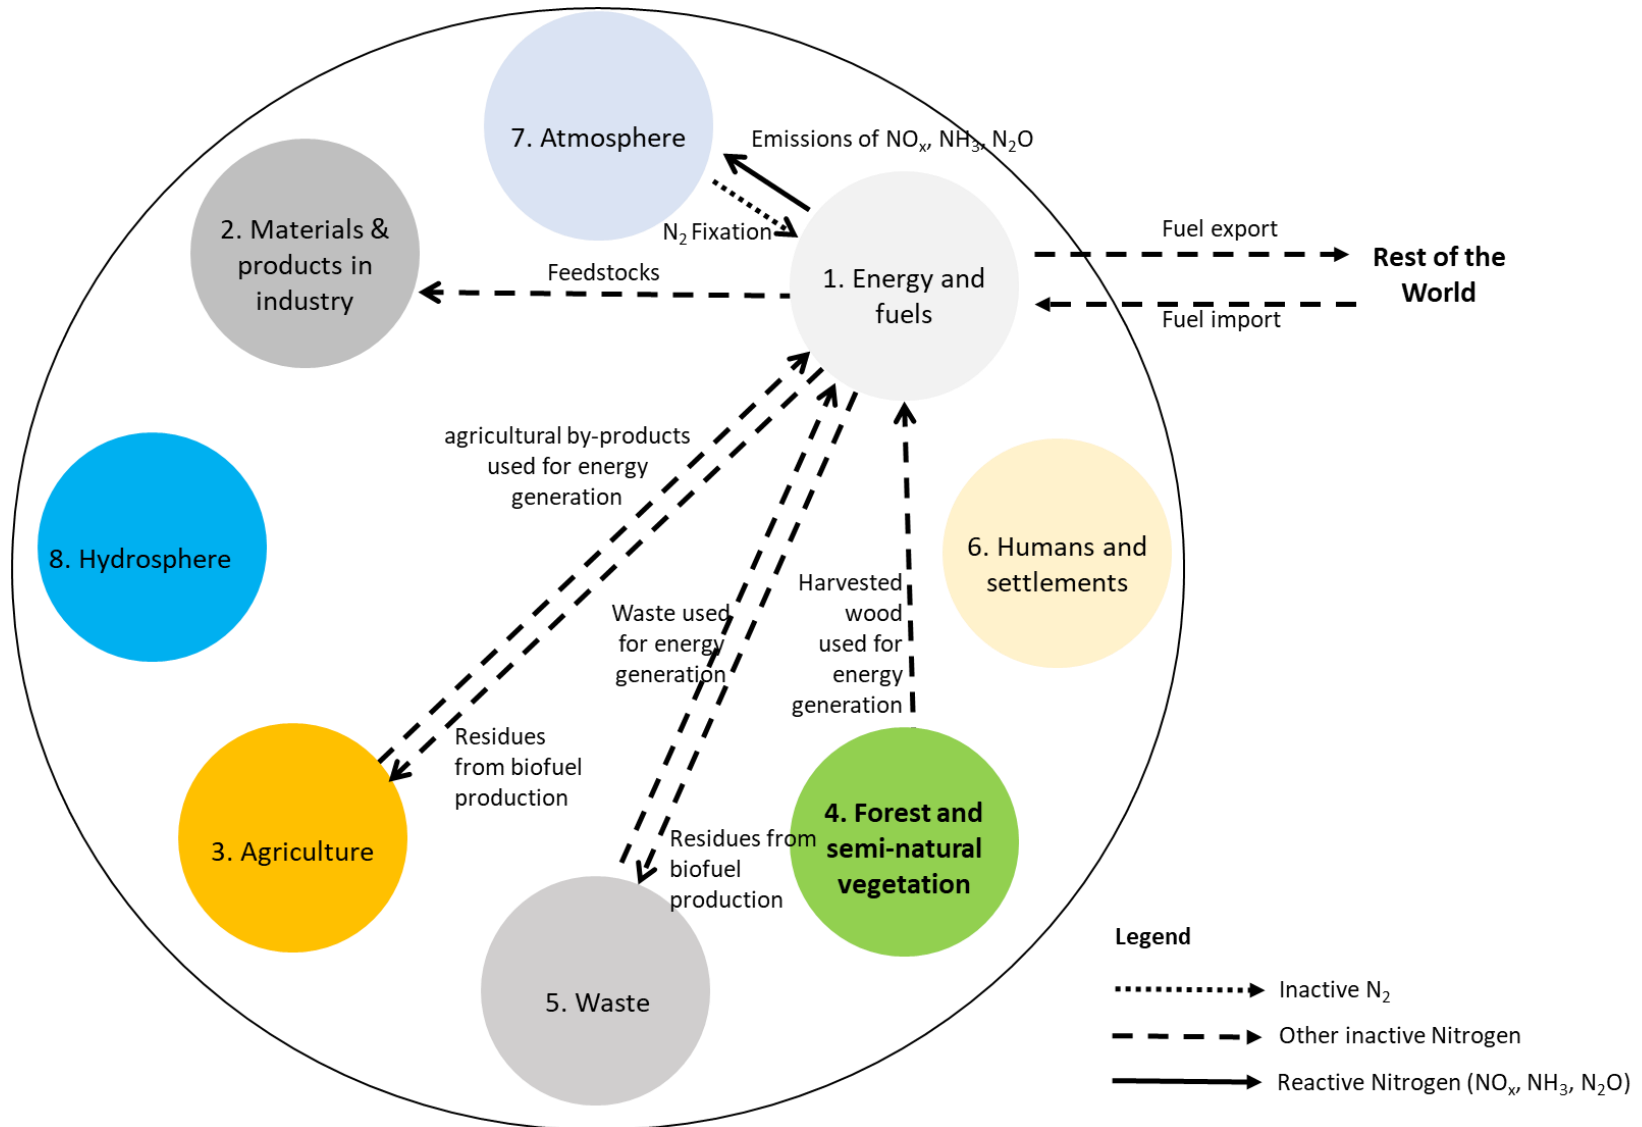 7. Atmosphere
Emissions of NOₓ, NH₃, N₂O
N₂ Fixation
2. Materials &
products in
industry
Feedstocks
1. Energy and
fuels
Fuel export
Rest of the
World
Fuel import
agricultural by-products
used for energy
generation
8. Hydrosphere
6. Humans and
settlements
Waste used
for energy
generation
Harvested
wood
used for
energy
generation
Residues
from biofuel
production
3. Agriculture
4. Forest and
semi-natural
vegetation
Residues from
biofuel
production
5. Waste
Legend
Inactive N₂
Other inactive Nitrogen
Reactive Nitrogen (NOₓ, NH₃, N₂O)